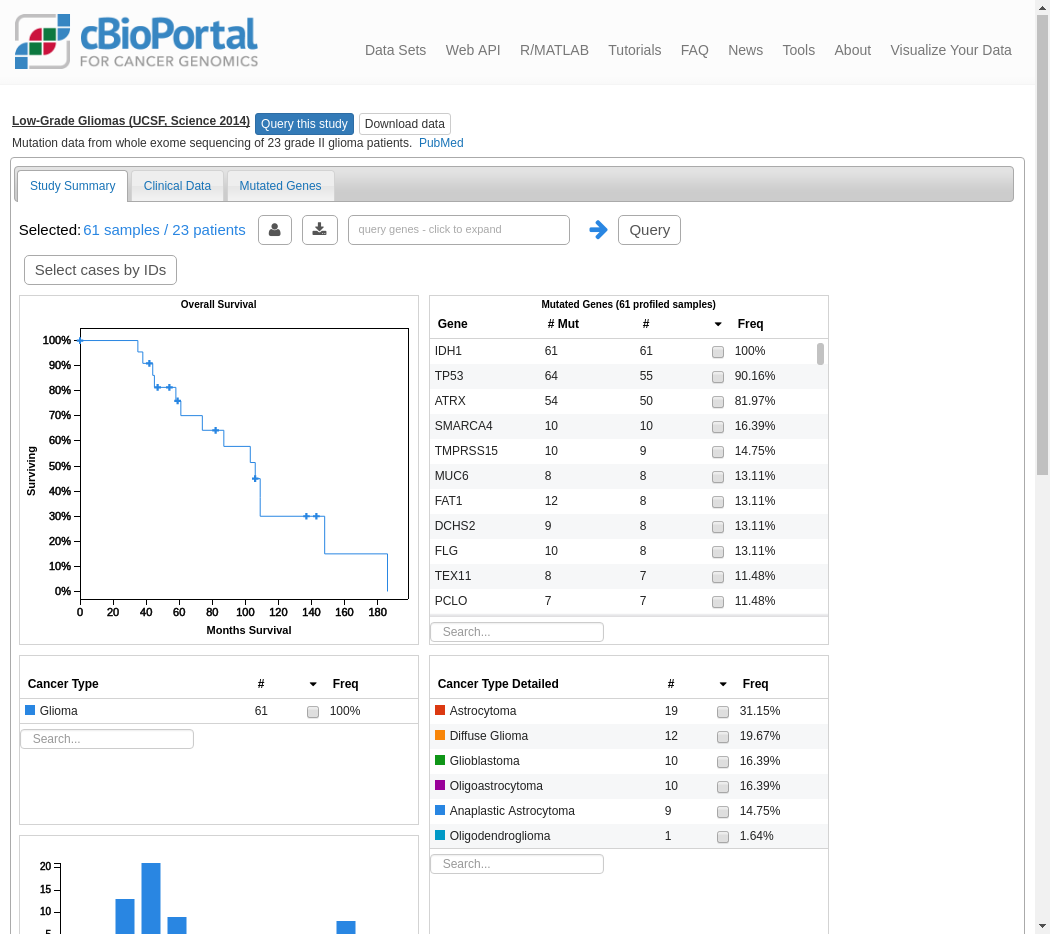 cBioPortal
FOR CANCER GENOMICS
Data Sets Web API R/MATLAB Tutorials FAQ News Tools About Visualize Your Data
Low-Grade Gliomas (UCSF, Science 2014) Query this study Download data
Mutation data from whole exome sequencing of 23 grade II glioma patients. PubMed
Study Summary Clinical Data Mutated Genes
Selected: 61 samples / 23 patients query genes - click to expand Query
Select cases by IDs
Overall Survival
100%
90%
80%
70%
60%
50%
40%
30%
20%
10%
0%
Surviving
0 20 40 60 80 100 120 140 160 180
Months Survival
Mutated Genes (61 profiled samples)
Gene # Mut # Freq
IDH1 61 61 100%
TP53 64 55 90.16%
ATRX 54 50 81.97%
SMARCA4 10 10 16.39%
TMPRSS15 10 9 14.75%
MUC6 8 8 13.11%
FAT1 12 8 13.11%
DCHS2 9 8 13.11%
FLG 10 8 13.11%
TEX11 8 7 11.48%
PCLO 7 7 11.48%
Search...
Cancer Type # Freq
Glioma 61 100%
Search...
Cancer Type Detailed # Freq
Astrocytoma 19 31.15%
Diffuse Glioma 12 19.67%
Glioblastoma 10 16.39%
Oligoastrocytoma 10 16.39%
Anaplastic Astrocytoma 9 14.75%
Oligodendroglioma 1 1.64%
Search...
20
15
10
5